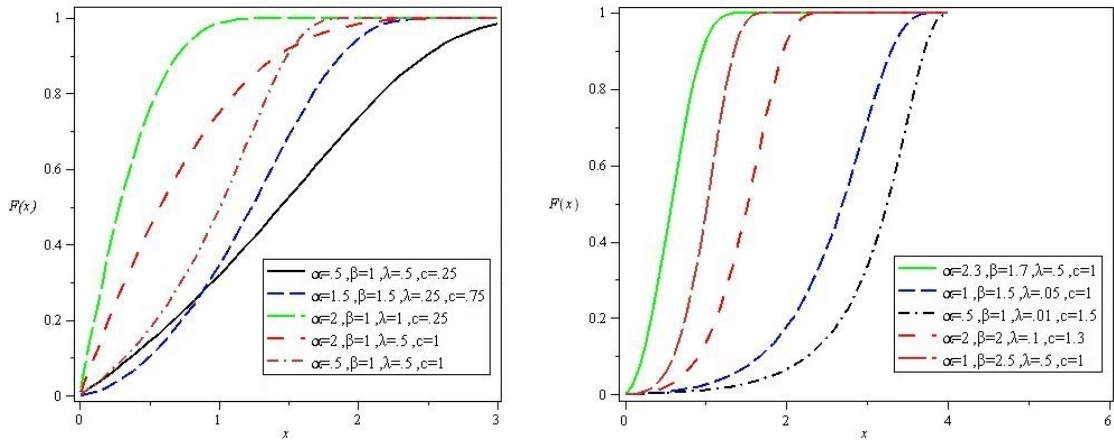 1
0.8
0.6
F(x)
0.4
0.2
0
0 1 2 3
x
α=.5 ,β=1 ,λ=.5 ,c=.25
α=1.5 ,β=1.5 ,λ=.25 ,c=.75
α=2 ,β=1 ,λ=1 ,c=.25
α=2 ,β=1 ,λ=.5 ,c=1
α=.5 ,β=1 ,λ=.5 ,c=1
1
0.8
0.6
F(x)
0.4
0.2
0
0 2 4 6
x
α=2.3 ,β=1.7 ,λ=.5 ,c=1
α=1 ,β=1.5 ,λ=.05 ,c=1
α=.5 ,β=1 ,λ=.01 ,c=1.5
α=2 ,β=2 ,λ=.1 ,c=1.3
α=1 ,β=2.5 ,λ=.5 ,c=1